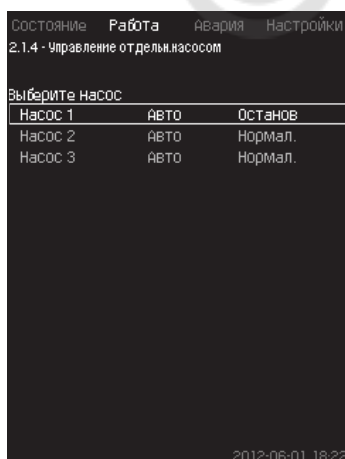 Состояние Работа Авария Настройки
2.1.4 - Управление отдельн.насосом
Выберите насос
Насос 1 Авто Останов
Насос 2 Авто Нормал.
Насос 3 Авто Нормал.
2012-06-01 18:22